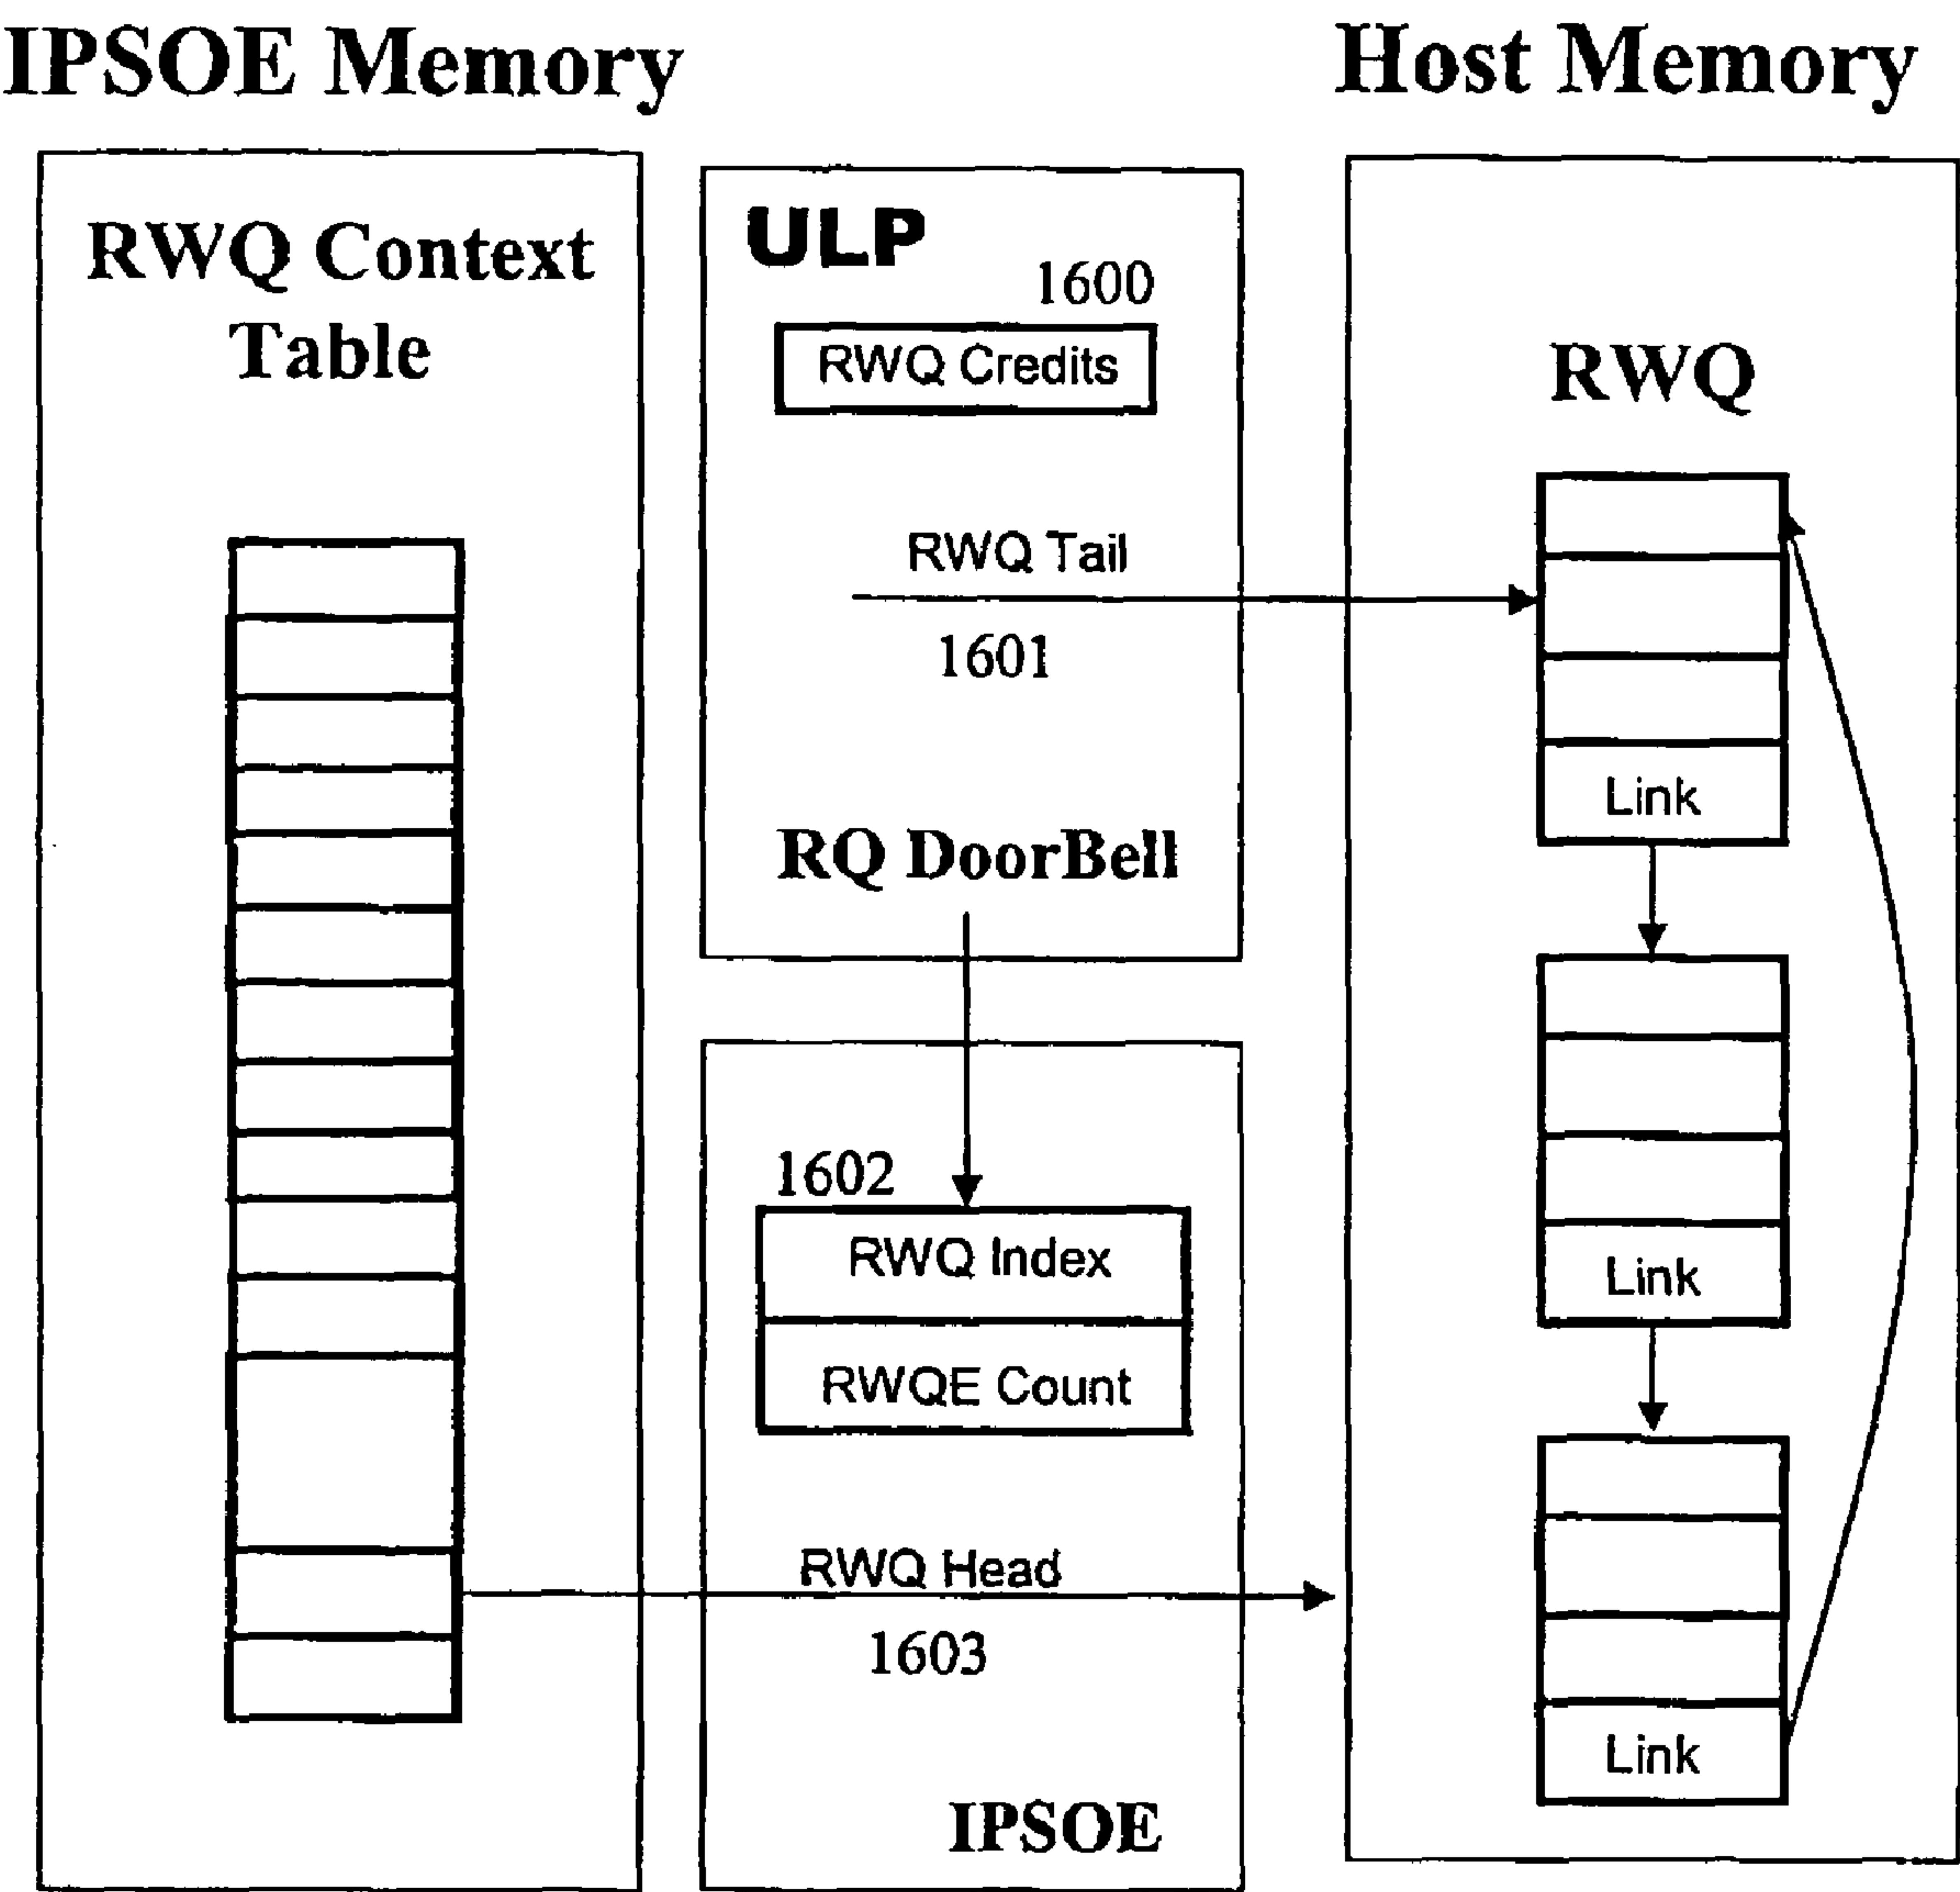 IPSOE Memory
Host Memory
RWQ Context
Table
ULP
1600
RWQ Credits
RWQ Tail
1601
RQ DoorBell
1602
RWQ Index
RWQE Count
RWQ Head
1603
IPSOE
RWQ
Link
Link
Link